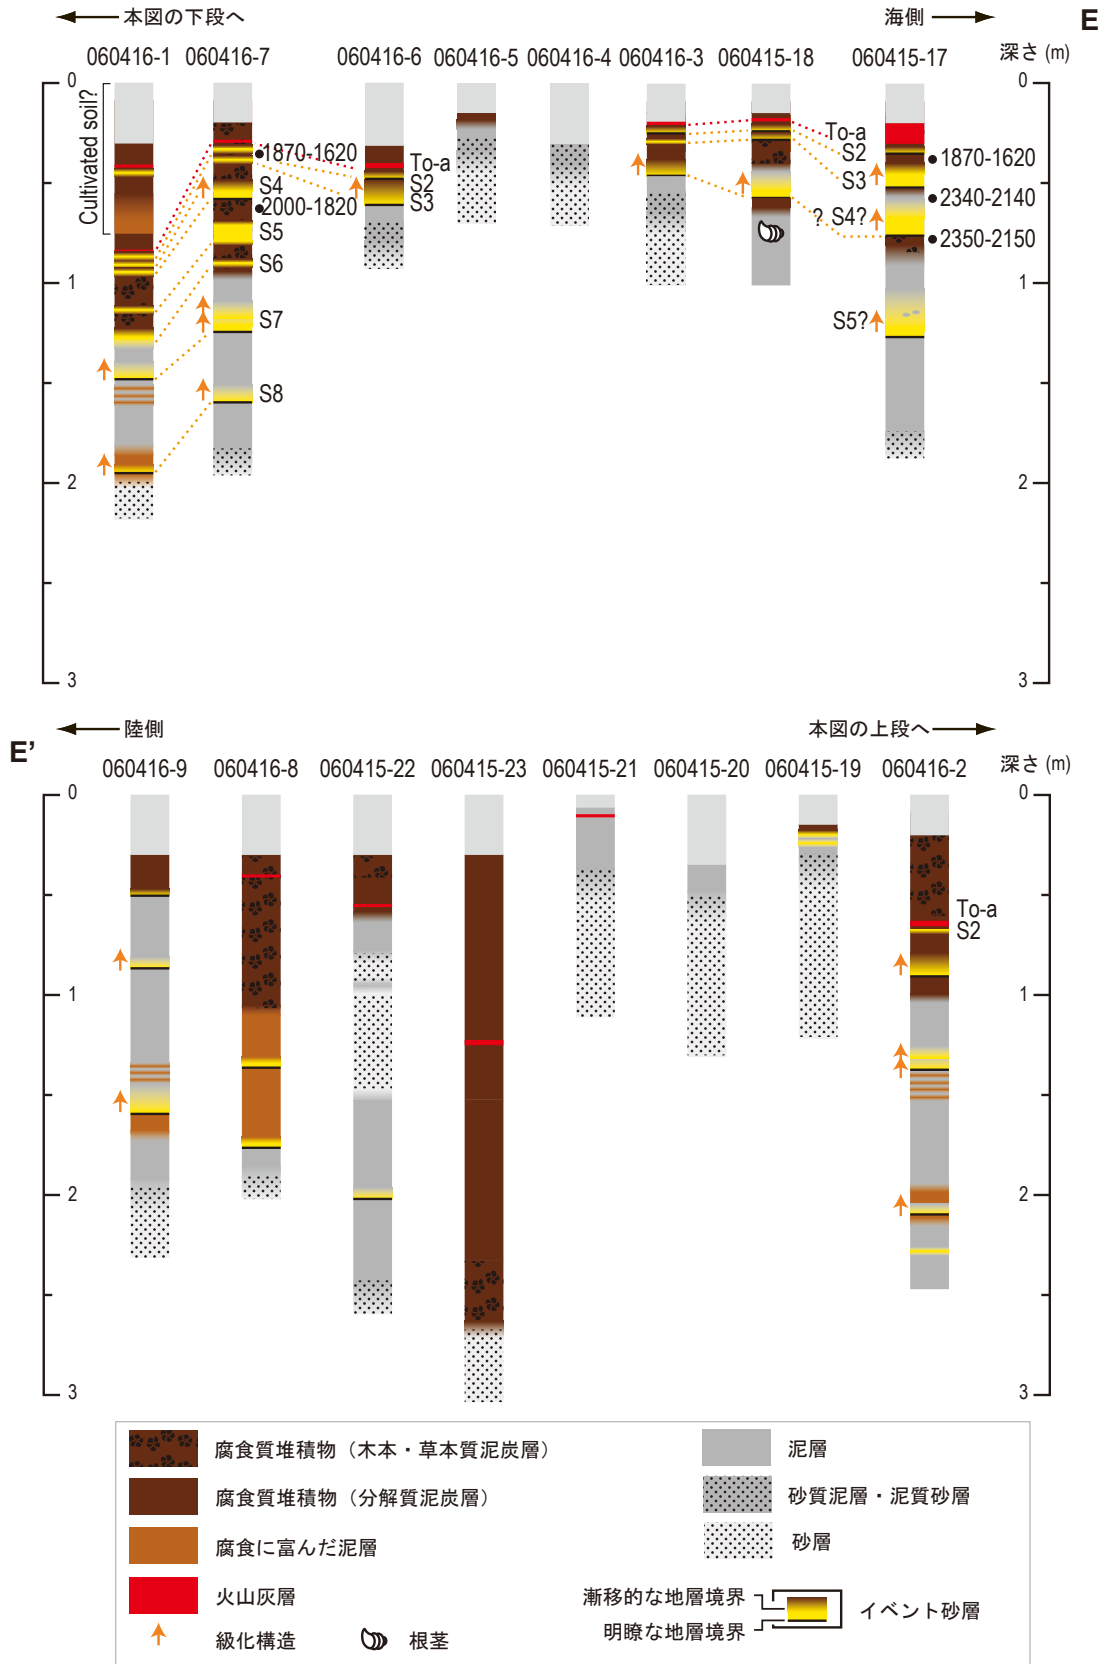 本図の下段へ
海側
E
060416-1 060416-7 060416-6 060416-5 060416-4 060416-3 060415-18 060415-17 深さ (m)
0
0
Cultivated soil?
1870-1620
S4
2000-1820
S5
S6
S7
S8
To-a
S2
S3
To-a
S2
S3
? S4?
S5?
1870-1620
2340-2140
2350-2150
1
1
2
2
3
3
陸側
本図の上段へ
E’
060416-9 060416-8 060415-22 060415-23 060415-21 060415-20 060415-19 060416-2 深さ (m)
0
0
To-a
S2
1
1
2
2
3
3
腐食質堆積物（木本・草本質泥炭層）
腐食質堆積物（分解質泥炭層）
腐食に富んだ泥層
火山灰層
級化構造
根茎
泥層
砂質泥層・泥質砂層
砂層
漸移的な地層境界
明瞭な地層境界
イベント砂層